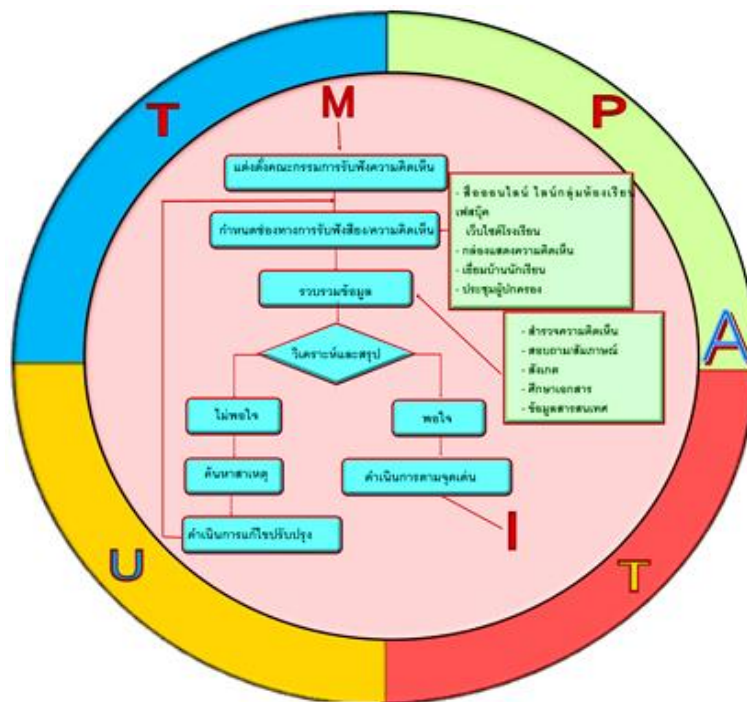 T
M
P
แต่งตั้งคณะกรรมการรับฟังความคิดเห็น
- สื่อออนไลน์ ไลน์กลุ่มห้องเรียน
เฟสบุ๊ค
เว็บไซต์โรงเรียน
- กล่องแสดงความคิดเห็น
- เยี่ยมบ้านนักเรียน
- ประชุมผู้ปกครอง
กำหนดช่องทางการรับฟังเสียง/ความคิดเห็น
รวบรวมข้อมูล
- สำรวจความคิดเห็น
- สอบถาม/สัมภาษณ์
- สังเกต
- ศึกษาเอกสาร
- ข้อมูลสารสนเทศ
A
วิเคราะห์และสรุป
ไม่พอใจ
พอใจ
ค้นหาสาเหตุ
ดำเนินการตามจุดเด่น
ดำเนินการแก้ไขปรับปรุง
I
U
T